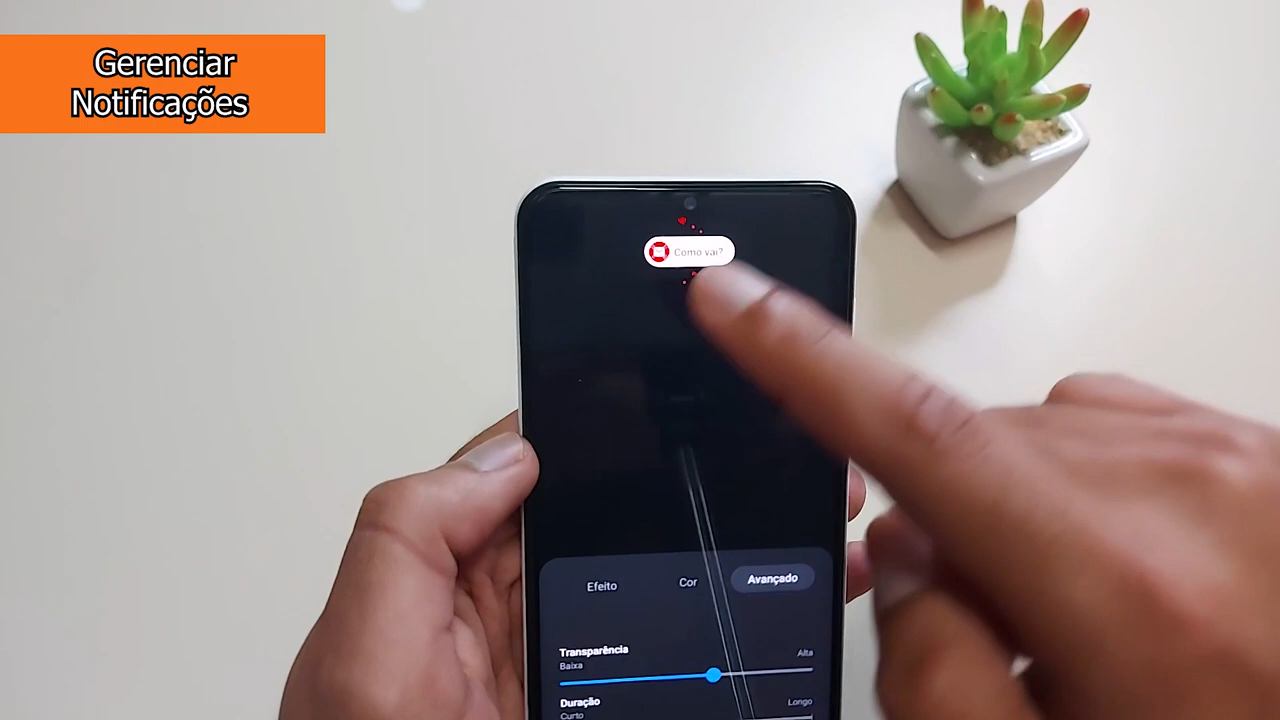 Gerenciar
Notificações
Como vai?
Efeito
Cor
Avançado
Transparência
Baixa
Alta
Duração
Longo
Curto